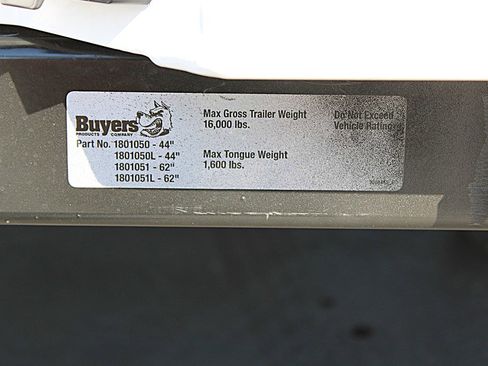 Buyers
PRODUCTS COMPANY
Part No. 1801050 - 44"
1801050L - 44"
1801051 - 62"
1801051L - 62"
Max Gross Trailer Weight
16,000 lbs.
Max Tongue Weight
1,600 lbs.
Do Not Exceed
Vehicle Rating